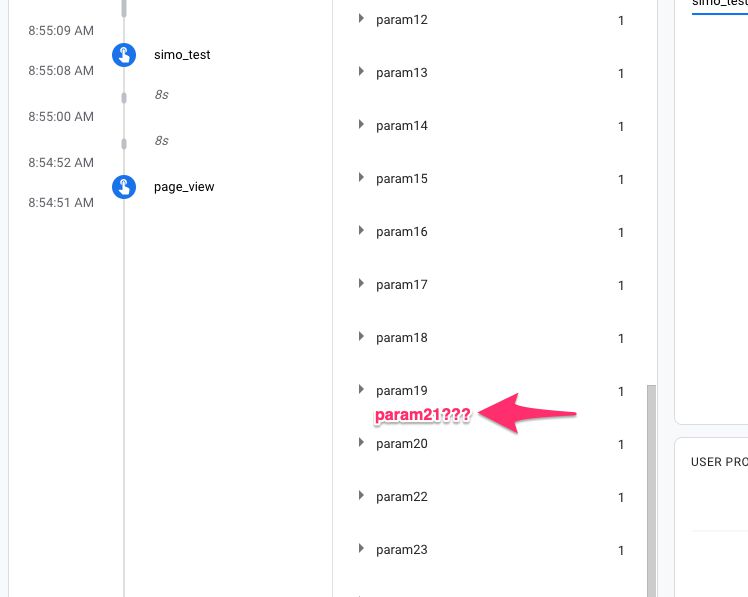 8:55:09 AM
simo_test
8:55:08 AM
8s
8:55:00 AM
8s
8:54:52 AM
page_view
8:54:51 AM
param12 1
param13 1
param14 1
param15 1
param16 1
param17 1
param18 1
param19 1
param21???
param20 1
param22 1
param23 1
simo_test
USER PRO